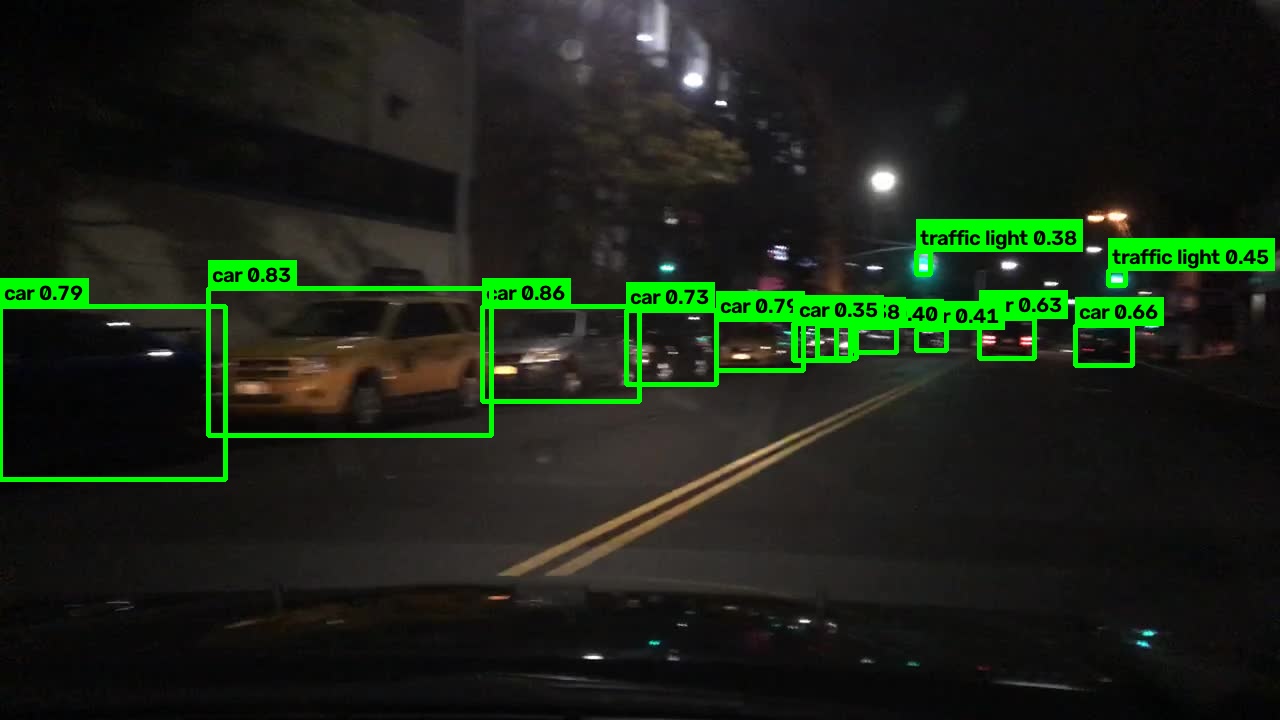 traffic light 0.38
traffic light 0.45
car 0.83
car 0.79
car 0.86
car 0.73
car 0.79
car 0.35
.40
r 0.41
r 0.63
car 0.66